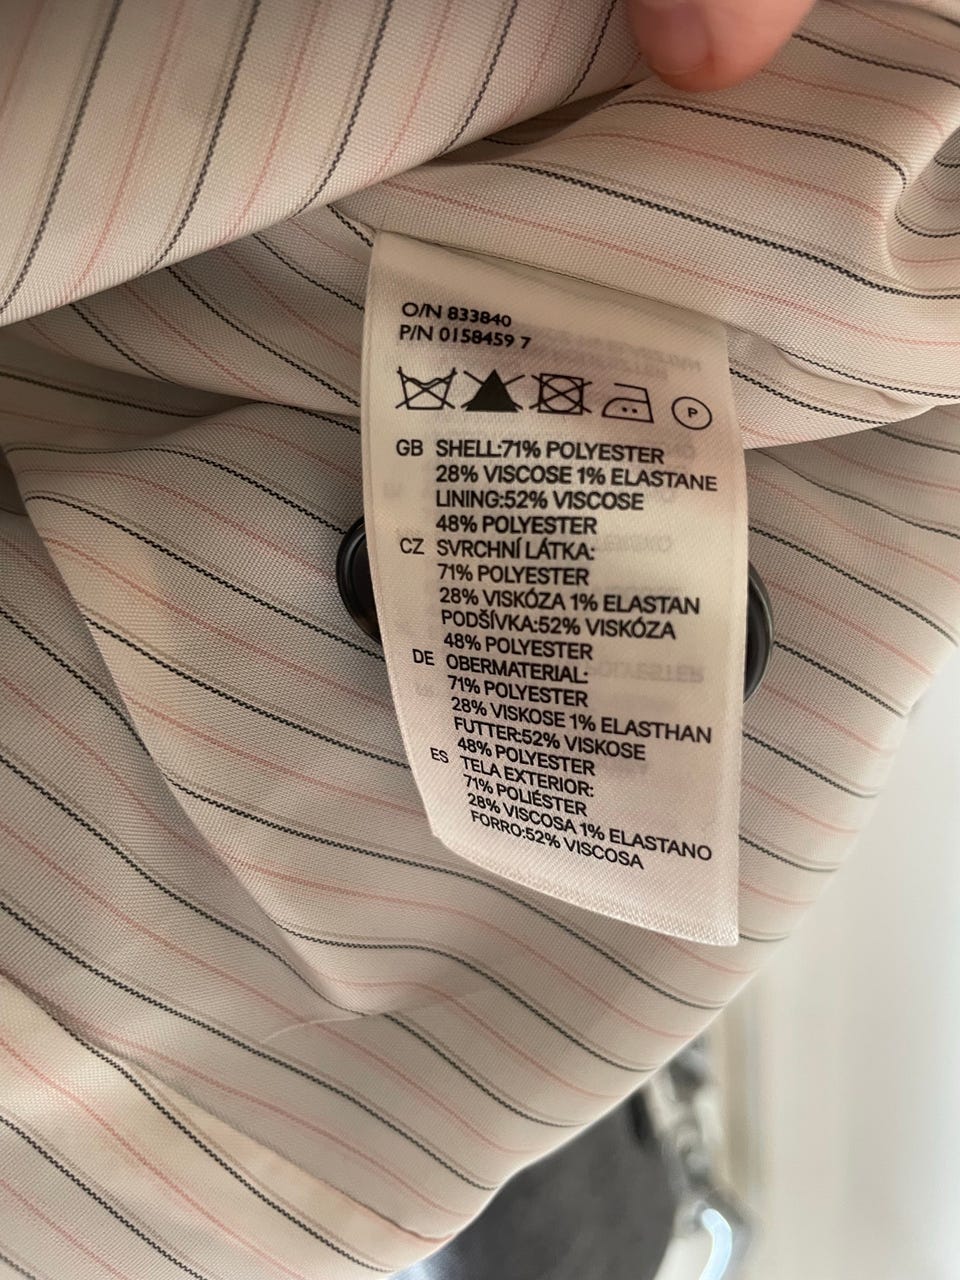 O/N 833840
P/N 0158459 7
P
GB SHELL:71% POLYESTER
28% VISCOSE 1% ELASTANE
LINING:52% VISCOSE
48% POLYESTER
CZ SVRCHNÍ LÁTKA:
71% POLYESTER
28% VISKÓZA 1% ELASTAN
PODŠÍVKA:52% VISKÓZA
48% POLYESTER
DE OBERMATERIAL:
71% POLYESTER
28% VISKOSE 1% ELASTHAN
FUTTER:52% VISKOSE
48% POLYESTER
ES TELA EXTERIOR:
71% POLIÉSTER
28% VISCOSA 1% ELASTANO
FORRO:52% VISCOSA